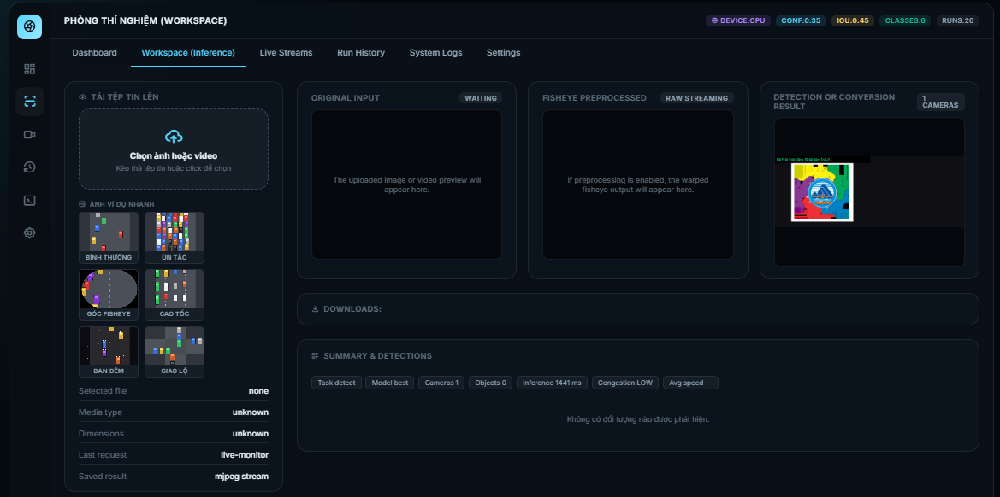 PHÒNG THÍ NGHIỆM (WORKSPACE)
DEVICE:CPU
CONF:0.35
IOU:0.45
CLASSES:6
RUNS:20
Dashboard
Workspace (Inference)
Live Streams
Run History
System Logs
Settings
TẢI TỆP TIN LÊN
Chọn ảnh hoặc video
Kéo thả tệp tin hoặc click để chọn
ẢNH VÍ DỤ NHANH
BÌNH THƯỜNG
ÙN TẮC
GÓC FISHEYE
CAO TỐC
BAN ĐÊM
GIAO LỘ
Selected file
none
Media type
unknown
Dimensions
unknown
Last request
live-monitor
Saved result
mjpeg stream
ORIGINAL INPUT
WAITING
The uploaded image or video preview will
appear here.
FISHEYE PREPROCESSED
RAW STREAMING
If preprocessing is enabled, the warped
fisheye output will appear here.
DETECTION OR CONVERSION
RESULT
1
CAMERAS
DOWNLOADS:
SUMMARY & DETECTIONS
Task detect
Model best
Cameras 1
Objects 0
Inference 1441 ms
Congestion LOW
Avg speed —
Không có đối tượng nào được phát hiện.